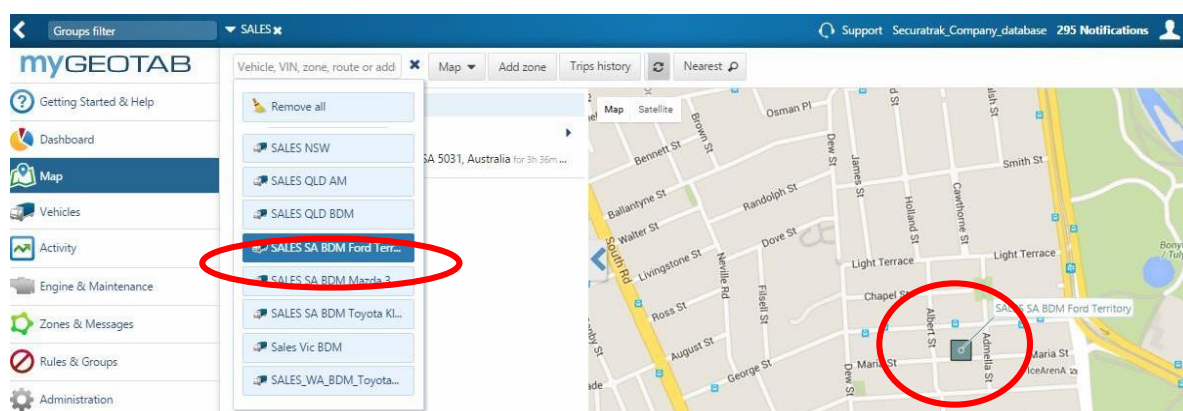 Groups filter
SALES
Support Securatrak_Company_database 295 Notifications
myGEOTAB
Getting Started & Help
Dashboard
Map
Vehicles
Activity
Engine & Maintenance
Zones & Messages
Rules & Groups
Administration
Vehicle, VIN, zone, route or add
Map
Add zone
Trips history
Nearest
Remove all
SALES NSW
SALES QLD AM
SALES QLD BDM
SALES SA BDM Ford Terr...
SALES SA BDM Mazda 3
SALES SA BDM Toyota Kl...
Sales Vic BDM
SALES_WA_BDM_Toyota...
SA 5031, Australia for 3h 36m ...
Map
Satellite
Osman Pl
Brown St
Bennett St
Dew St
James St
Smith St
Ballantyne St
Randolph St
Holland St
Cawthorne St
Walter St
Dove St
South Rd
Livingstone St
Neville Rd
Light Terrace
Light Terrace
Filsell St
Chapel St
Ross St
Albert St
SALES SA BDM Ford Territory
Admella St
August St
George St
Maria St
Maria St
Dew St
IceArenA